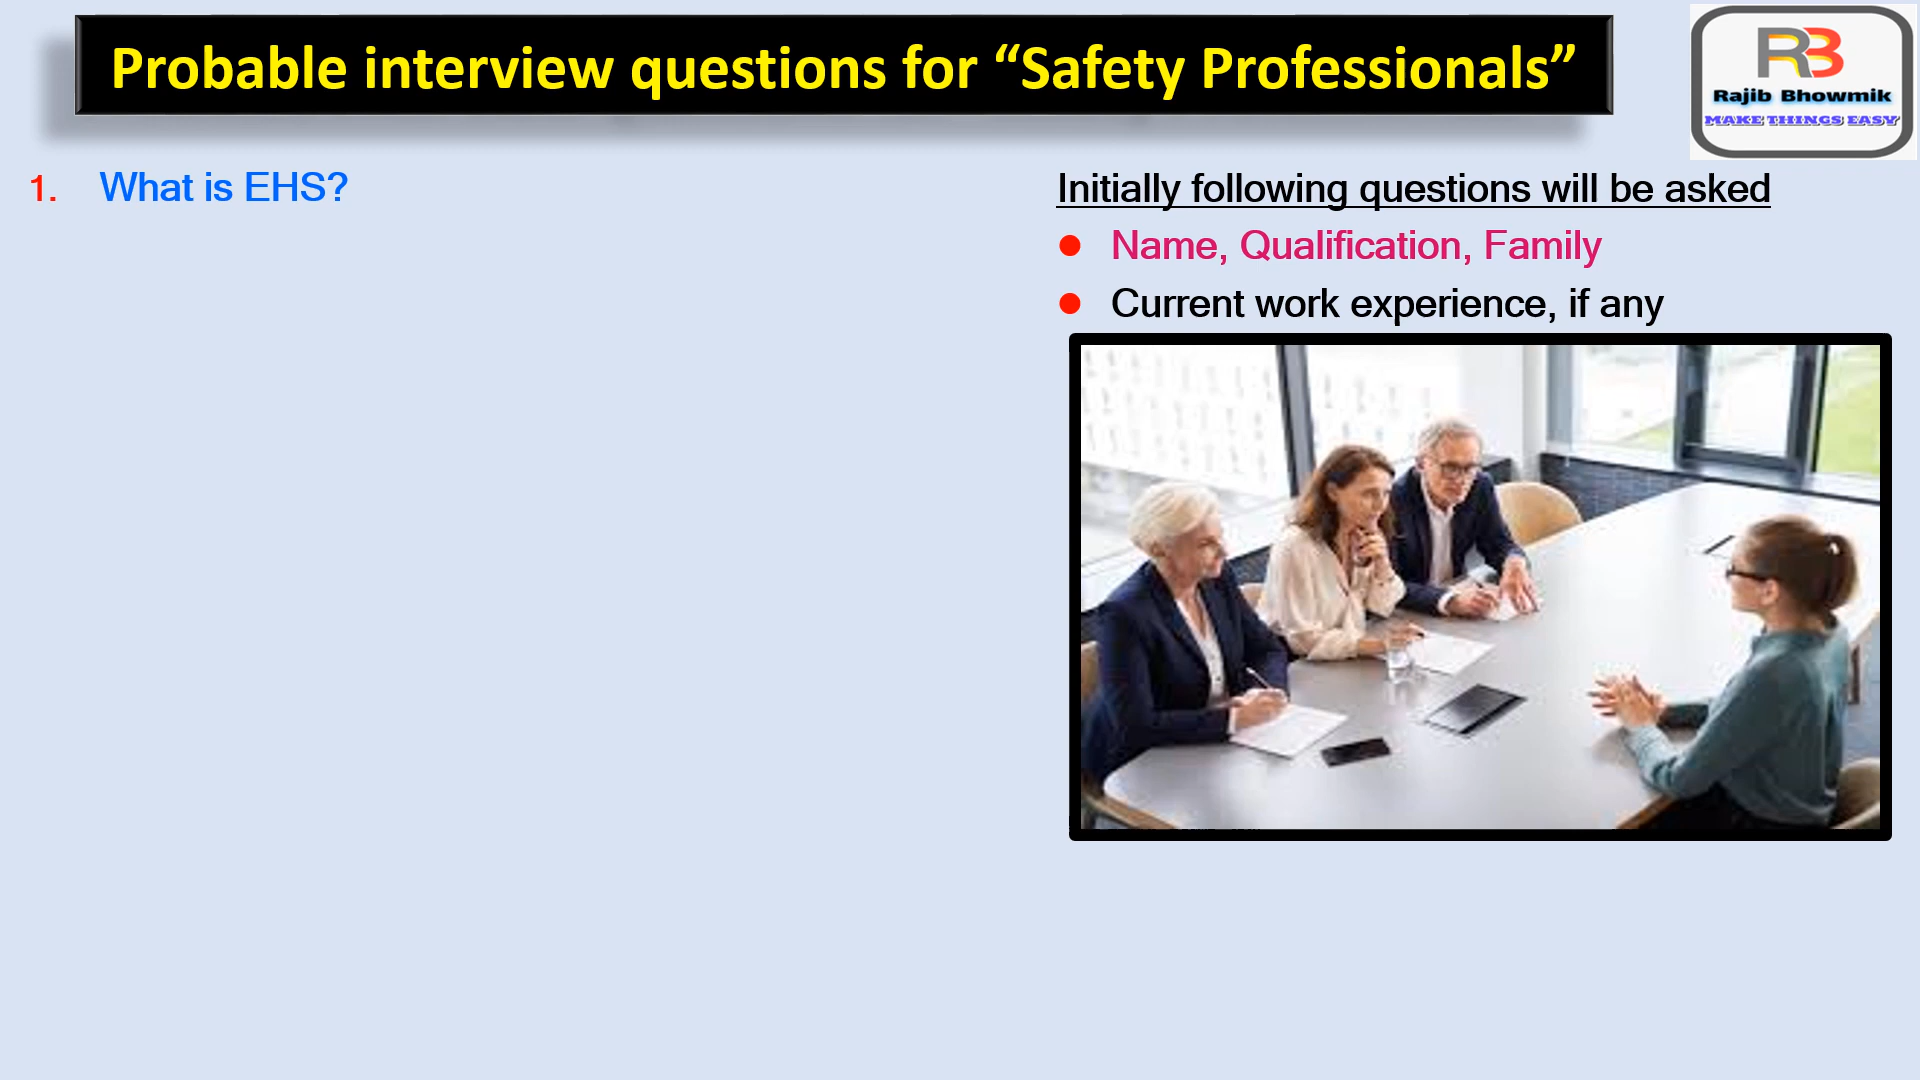 Probable interview questions for “Safety Professionals”
RB
Rajib Bhowmik
MAKE THINGS EASY
1. What is EHS?
Initially following questions will be asked
● Name, Qualification, Family
● Current work experience, if any